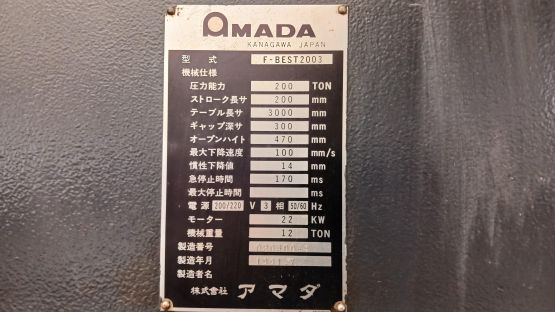 AMADA
KANAGAWA JAPAN
型式 F-BEST2003
機械仕様
圧力能力 200 TON
ストローク長サ 200 mm
テーブル長サ 3000 mm
ギャップ深サ 300 mm
オープンハイト 470 mm
最大下降速度 100 mm/s
慣性下降値 14 mm
急停止時間 170 ms
最大停止時間 ms
電源 200/220 V 3 相 50/60 Hz
モーター 22 KW
機械重量 12 TON
製造番号
製造年月
製造者名
株式会社 アマダ